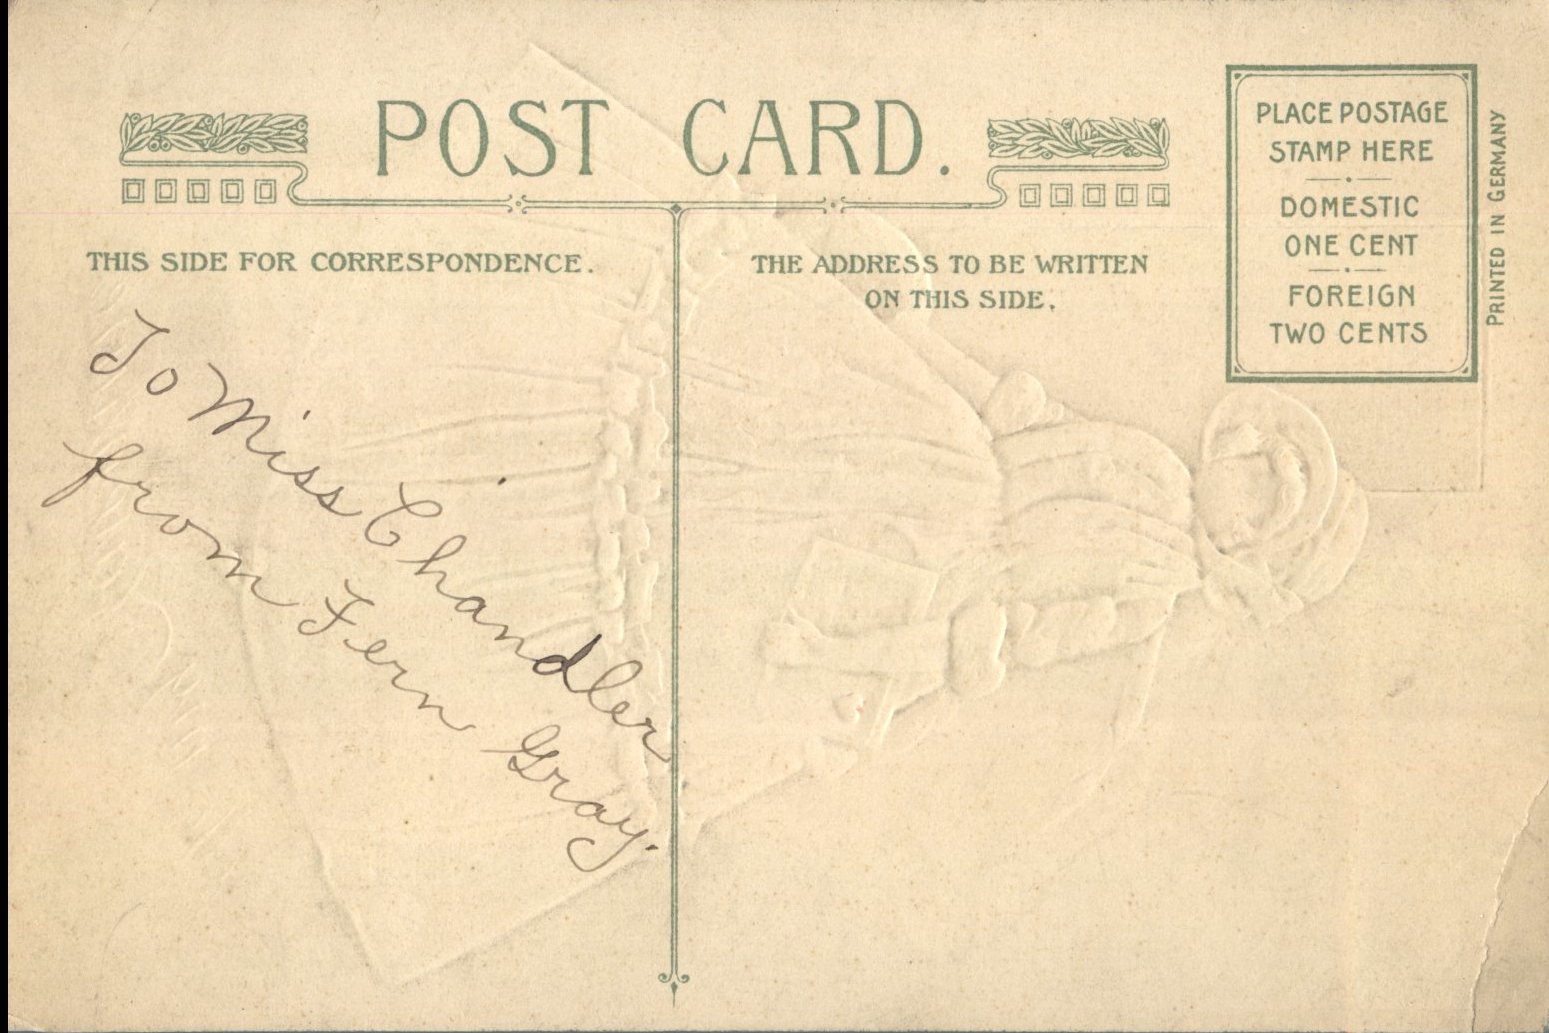 POST CARD.
THIS SIDE FOR CORRESPONDENCE.
THE ADDRESS TO BE WRITTEN
ON THIS SIDE.
PLACE POSTAGE
STAMP HERE
DOMESTIC
ONE CENT
FOREIGN
TWO CENTS
PRINTED IN GERMANY
To Miss Chandler
from Fern Gray.